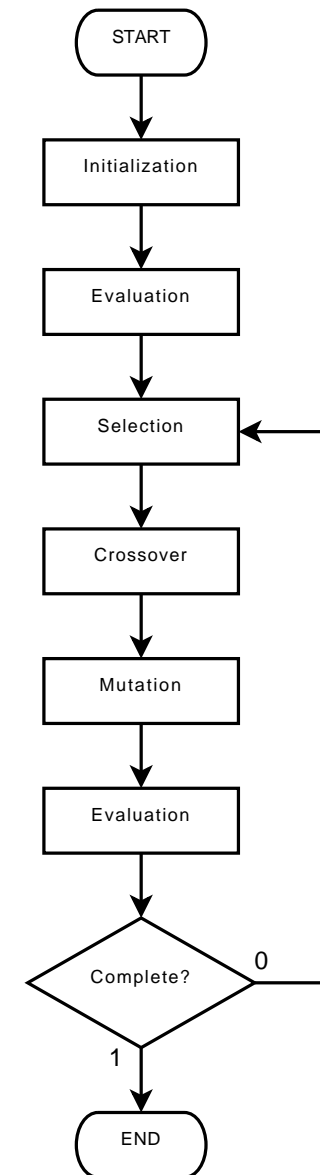 START
Initialization
Evaluation
Selection
Crossover
Mutation
Evaluation
Complete?
0
1
END